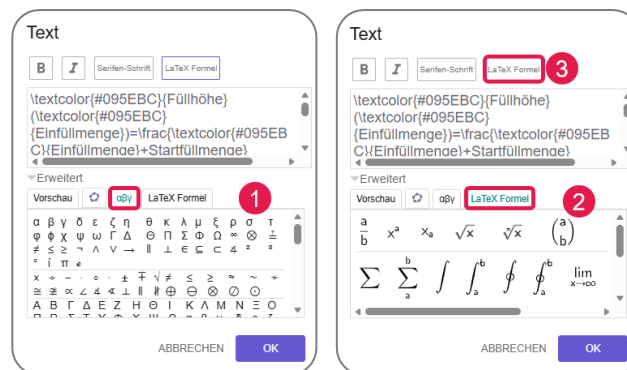 Text
B I Serifen-Schrift LaTeX Formel
\textcolor{#095EBC}{Füllhöhe}
(\textcolor{#095EBC}
{Einfüllmenge})=\frac{\textcolor{#095EB
C}{Einfüllmenge}+Startfüllmenge}
Erweitert
Vorschau αβγ LaTeX Formel 1
α β γ δ ε ζ η θ κ λ μ ξ ρ σ τ
φ ϕ χ ψ ω Γ Δ Θ Π Σ Φ Ω ∞ ⊗ ≟
≠ ≤ ≥ ¬ ∧ ∨ → ∥ ⊥ ∈ ⊆ ⊂ ∡ ² ³
° í π ℯ
× ÷ − · ∘ · ± ∓ √ ≠ ≤ ≥ ≈ ~
≅ ∝ ∠ ∡ ⊥ ∥ ⊕ ⊖ ⊗ ⊘ ⊙
Α Β Γ Δ Ε Ζ Η Θ Ι Κ Λ Μ Ν Ξ Ο
ABBRECHEN OK
Text
B I Serifen-Schrift LaTeX Formel 3
\textcolor{#095EBC}{Füllhöhe}
(\textcolor{#095EBC}
{Einfüllmenge})=\frac{\textcolor{#095EB
C}{Einfüllmenge}+Startfüllmenge}
Erweitert
Vorschau αβγ LaTeX Formel 2
a/b xᵃ xₐ √x ⁿ√x (a b)
∑ ∑ b a ∫ ∫ b a ∮ ∮ b a lim x→∞
ABBRECHEN OK